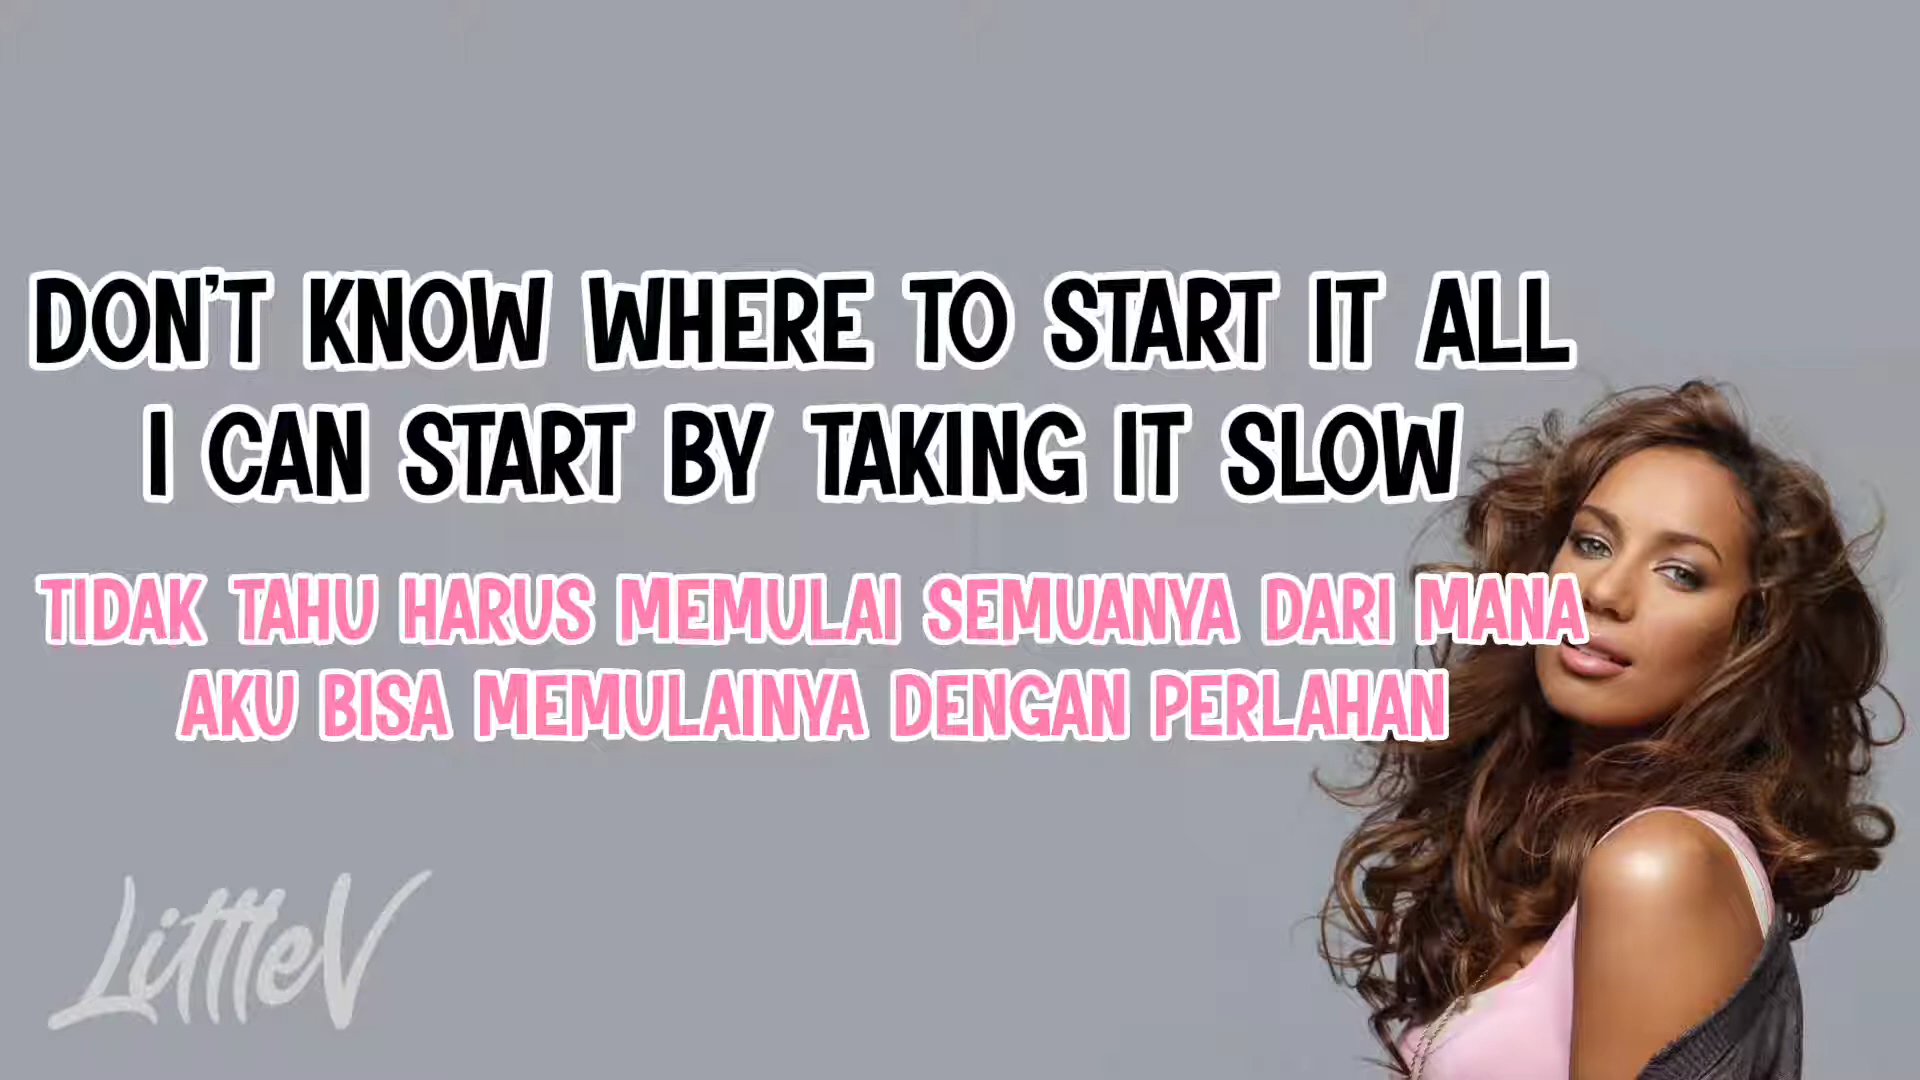 DON'T KNOW WHERE TO START IT ALL
I CAN START BY TAKING IT SLOW
TIDAK TAHU HARUS MEMULAI SEMUANYA DARI MANA
AKU BISA MEMULAINYA DENGAN PERLAHAN
LittleV